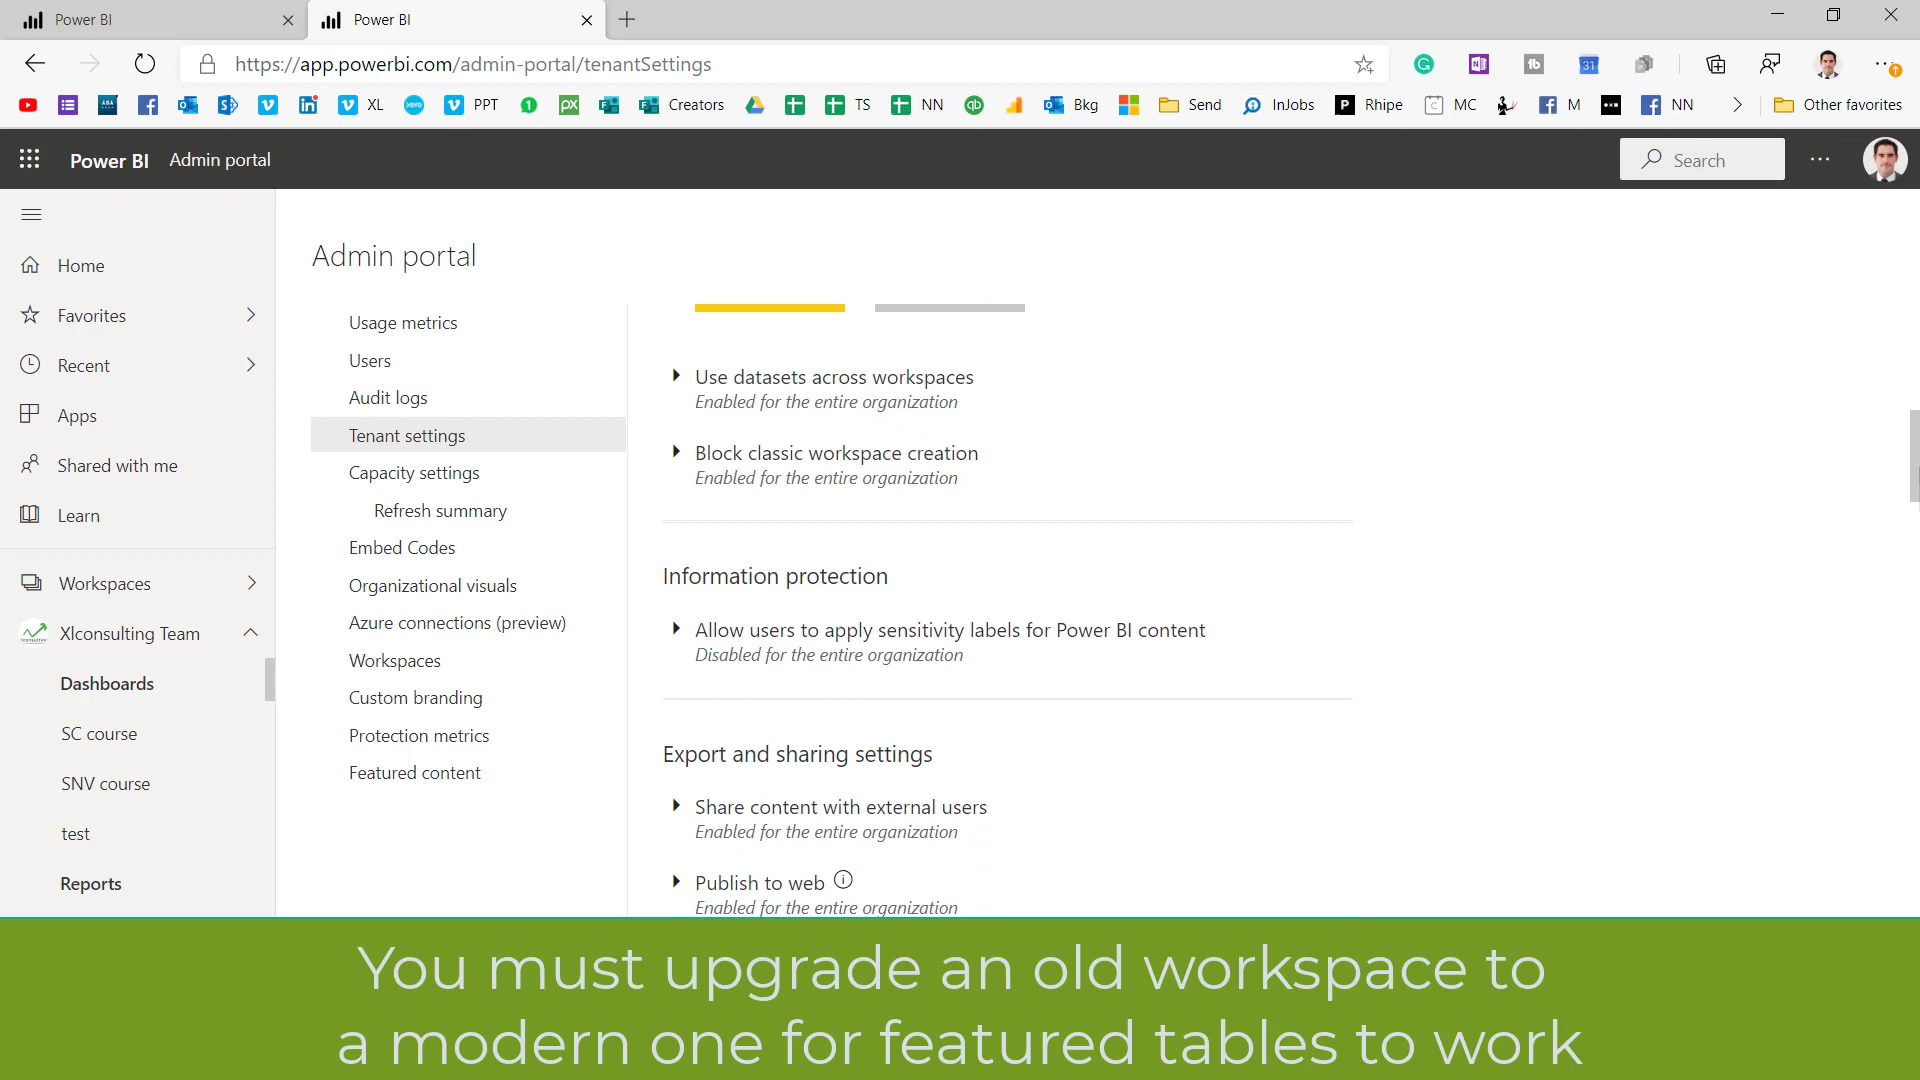 Power BI
Power BI
https://app.powerbi.com/admin-portal/tenantSettings
XL
PPT
Creators
TS
NN
Bkg
Send
InJobs
Rhipe
MC
M
NN
Other favorites
Power BI
Admin portal
Search
Home
Favorites
Recent
Apps
Shared with me
Learn
Workspaces
Xlconsulting Team
Dashboards
SC course
SNV course
test
Reports
Admin portal
Usage metrics
Users
Audit logs
Tenant settings
Capacity settings
Refresh summary
Embed Codes
Organizational visuals
Azure connections (preview)
Workspaces
Custom branding
Protection metrics
Featured content
Use datasets across workspaces
Enabled for the entire organization
Block classic workspace creation
Enabled for the entire organization
Information protection
Allow users to apply sensitivity labels for Power BI content
Disabled for the entire organization
Export and sharing settings
Share content with external users
Enabled for the entire organization
Publish to web
Enabled for the entire organization
You must upgrade an old workspace to
a modern one for featured tables to work